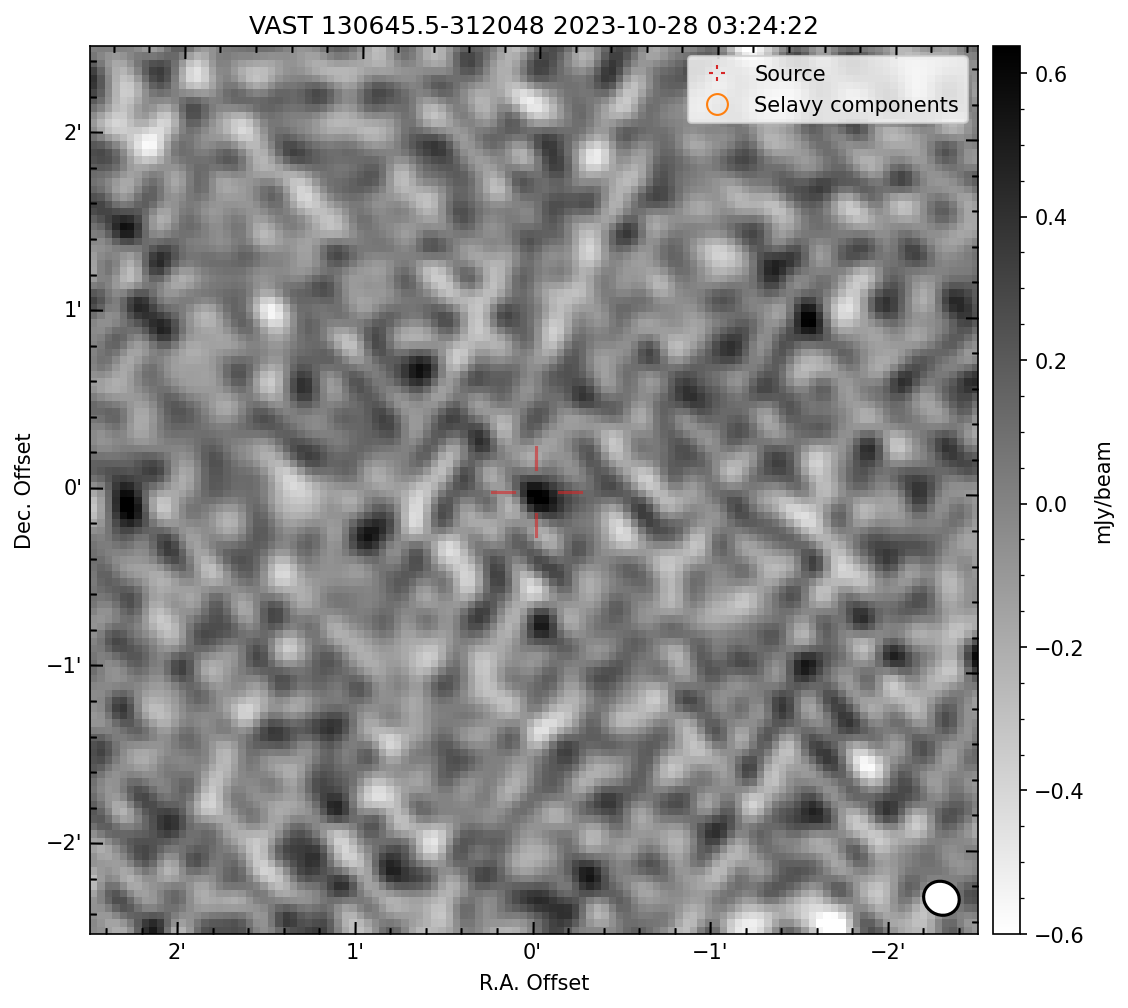 VAST 130645.5-312048 2023-10-28 03:24:22
Source
Selavy components
2'
1'
0'
−1'
−2'
Dec. Offset
2'
1'
0'
−1'
−2'
R.A. Offset
0.6
0.4
0.2
0.0
−0.2
−0.4
−0.6
mJy/beam